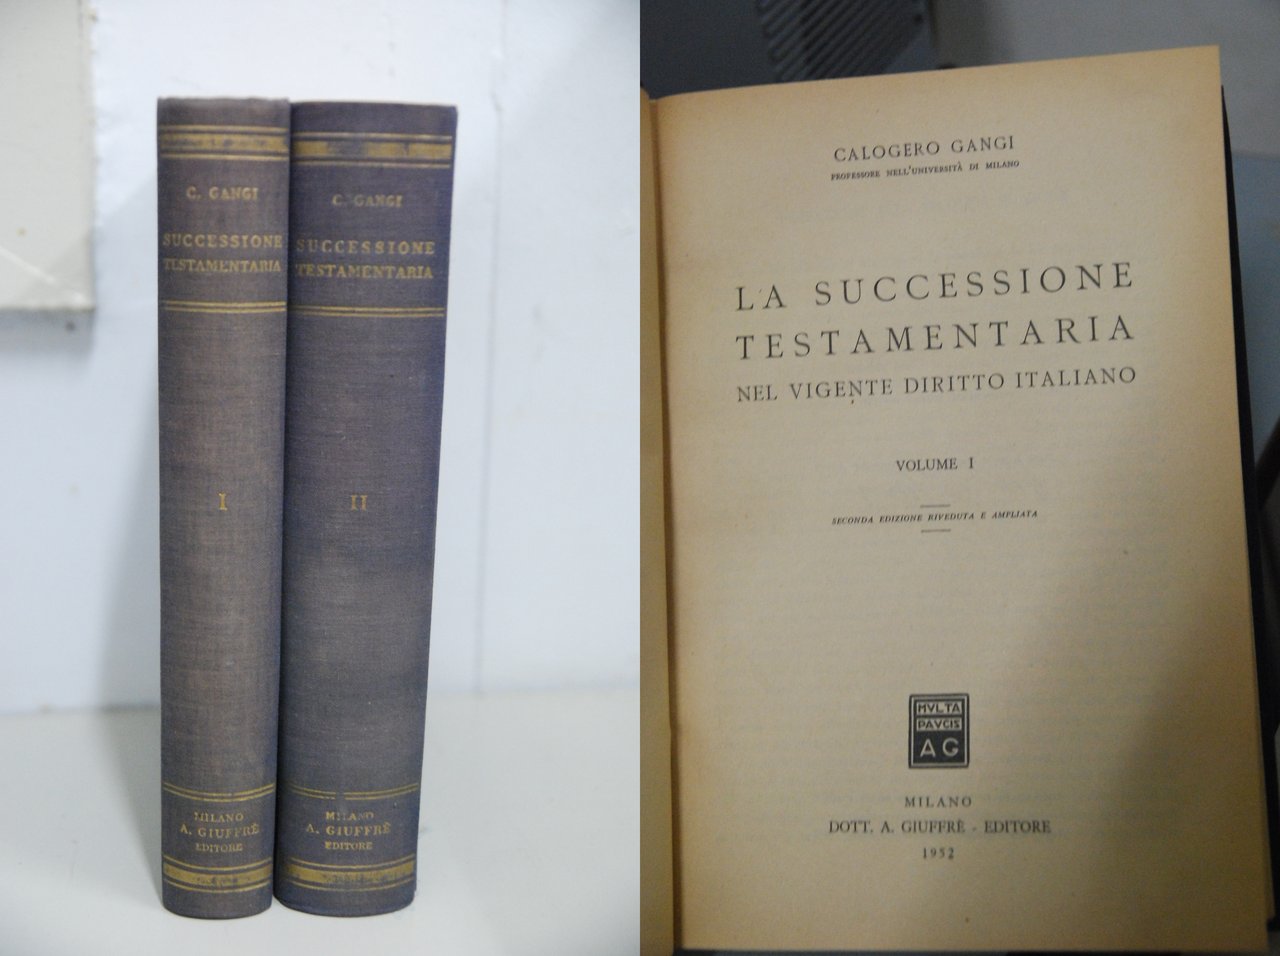 C. GANGI
SUCCESSIONE
TESTAMENTARIA
I
MILANO
A. GIUFFRÈ
EDITORE
C. GANGI
SUCCESSIONE
TESTAMENTARIA
II
MILANO
A. GIUFFRÈ
EDITORE
CALOGERO GANGI
PROFESSORE NELL'UNIVERSITÀ DI MILANO
LA SUCCESSIONE
TESTAMENTARIA
NEL VIGENTE DIRITTO ITALIANO
VOLUME I
SECONDA EDIZIONE RIVEDUTA E AMPLIATA
MVLTA
PAVCIS
AG
MILANO
DOTT. A. GIUFFRÈ - EDITORE
1952